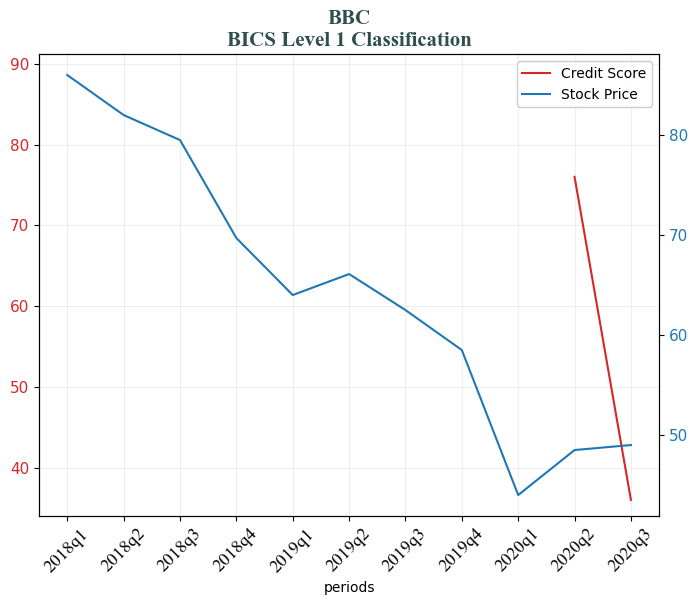 BBC
BICS Level 1 Classification
Credit Score
Stock Price
90
80
70
60
50
40
80
70
60
50
2018q1
2018q2
2018q3
2018q4
2019q1
2019q2
2019q3
2019q4
2020q1
2020q2
2020q3
periods